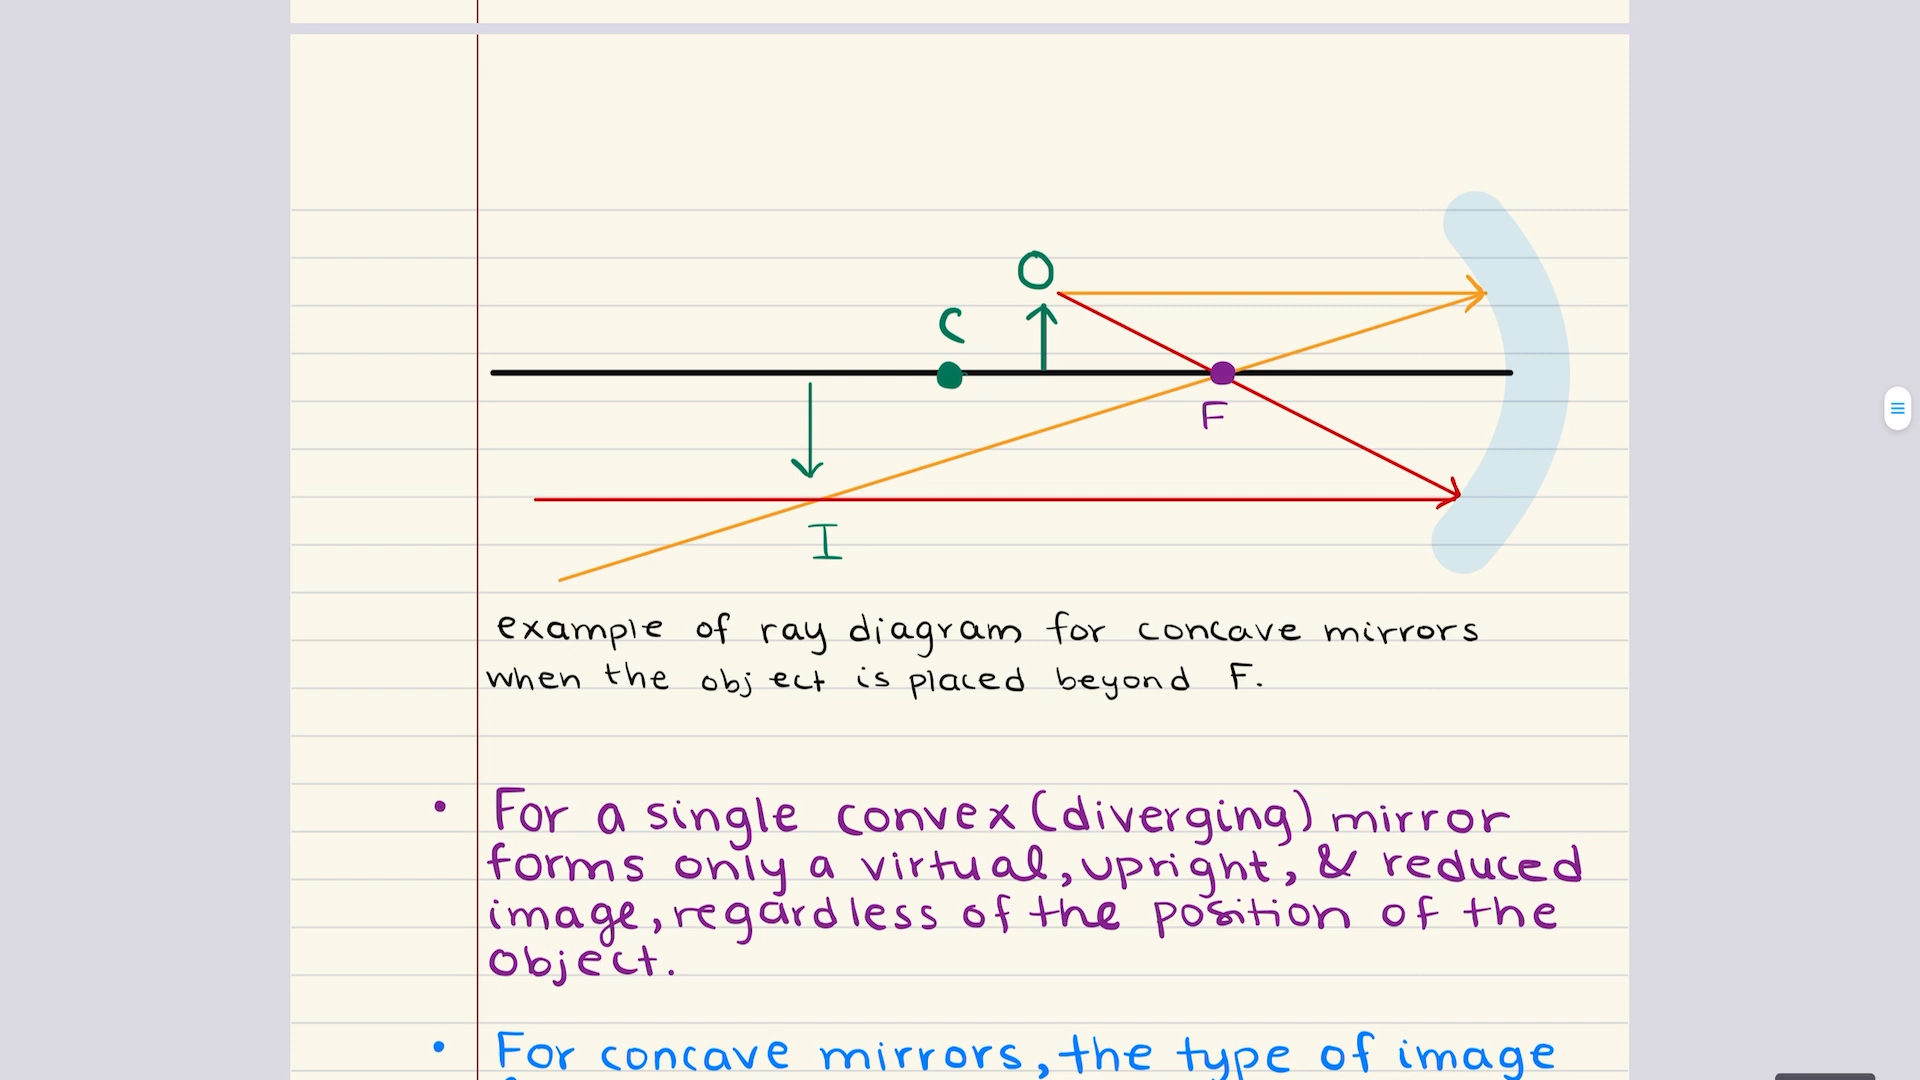 O
C
F
I
example of ray diagram for concave mirrors
when the object is placed beyond F.
• For a single convex (diverging) mirror
forms only a virtual, upright, & reduced
image, regardless of the position of the
object.
• For concave mirrors, the type of image